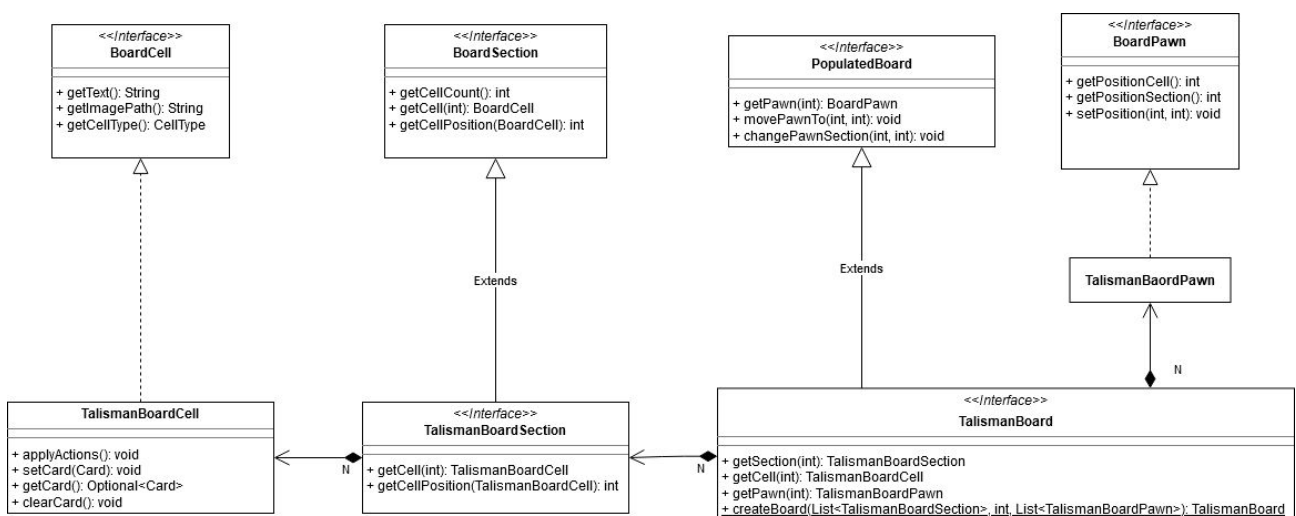 <<Interface>>
BoardCell
+ getText(): String
+ getImagePath(): String
+ getCellType(): CellType
<<Interface>>
BoardSection
+ getCellCount(): int
+ getCell(int): BoardCell
+ getCellPosition(BoardCell): int
<<Interface>>
PopulatedBoard
+ getPawn(int): BoardPawn
+ movePawnTo(int, int): void
+ changePawnSection(int, int): void
<<Interface>>
BoardPawn
+ getPositionCell(): int
+ getPositionSection(): int
+ setPosition(int, int): void
Extends
Extends
TalismanBaordPawn
N
TalismanBoardCell
+ applyActions(): void
+ setCard(Card): void
+ getCard(): Optional<Card>
+ clearCard(): void
N
<<Interface>>
TalismanBoardSection
+ getCell(int): TalismanBoardCell
+ getCellPosition(TalismanBoardCell): int
N
<<Interface>>
TalismanBoard
+ getSection(int): TalismanBoardSection
+ getCell(int): TalismanBoardCell
+ getPawn(int): TalismanBoardPawn
+ createBoard(List<TalismanBoardSection>, int, List<TalismanBoardPawn>): TalismanBoard